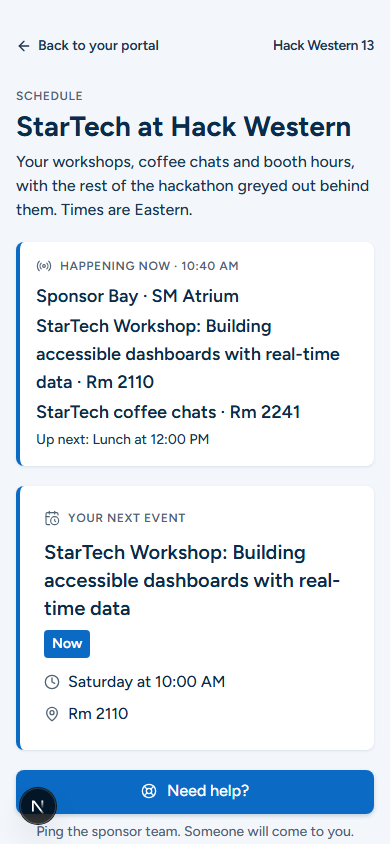 Back to your portal
Hack Western 13
SCHEDULE
StarTech at Hack Western
Your workshops, coffee chats and booth hours,
with the rest of the hackathon greyed out behind
them. Times are Eastern.
HAPPENING NOW · 10:40 AM
Sponsor Bay · SM Atrium
StarTech Workshop: Building
accessible dashboards with real-time
data · Rm 2110
StarTech coffee chats · Rm 2241
Up next: Lunch at 12:00 PM
YOUR NEXT EVENT
StarTech Workshop: Building
accessible dashboards with real-
time data
Now
Saturday at 10:00 AM
Rm 2110
Need help?
N
Ping the sponsor team. Someone will come to you.